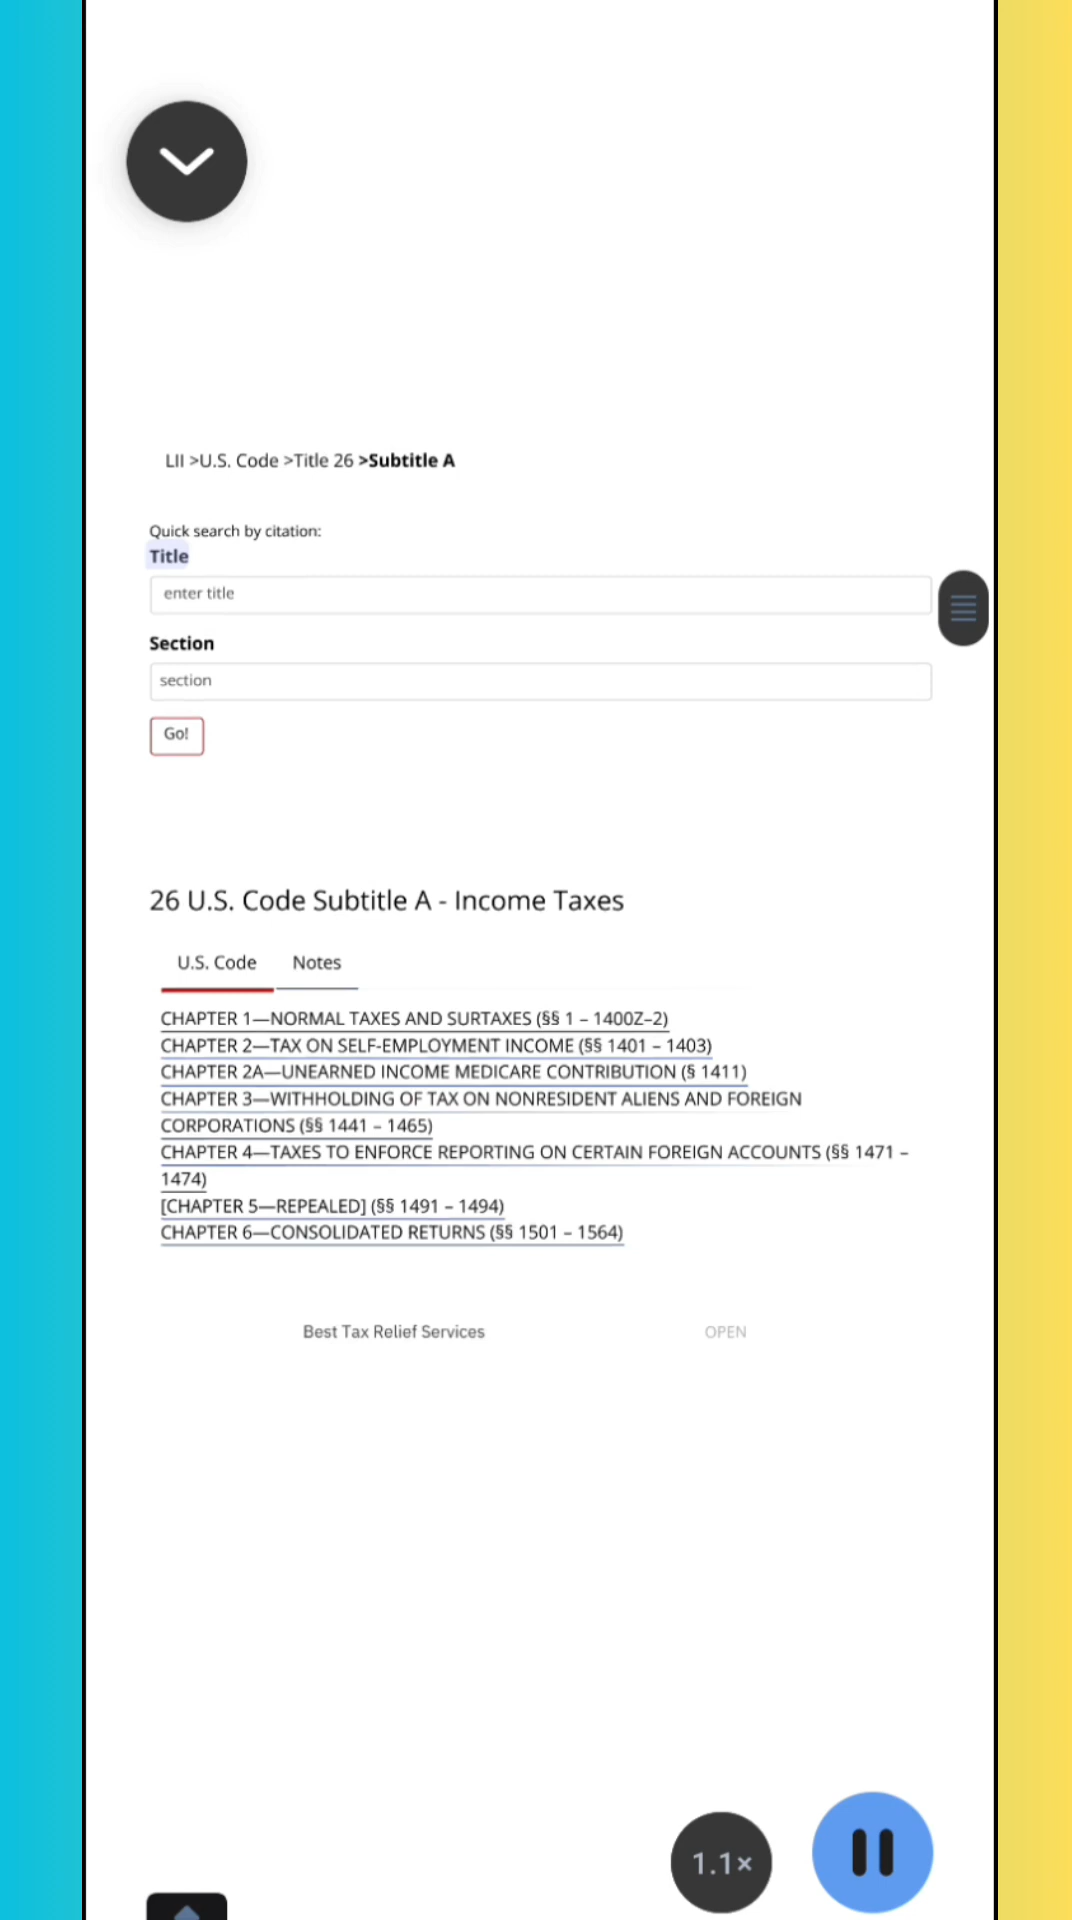 LII >U.S. Code >Title 26 >Subtitle A
Quick search by citation:
Title
enter title
Section
section
Go!
26 U.S. Code Subtitle A - Income Taxes
U.S. Code Notes
CHAPTER 1—NORMAL TAXES AND SURTAXES (§§ 1 – 1400Z–2)
CHAPTER 2—TAX ON SELF-EMPLOYMENT INCOME (§§ 1401 – 1403)
CHAPTER 2A—UNEARNED INCOME MEDICARE CONTRIBUTION (§ 1411)
CHAPTER 3—WITHHOLDING OF TAX ON NONRESIDENT ALIENS AND FOREIGN
CORPORATIONS (§§ 1441 – 1465)
CHAPTER 4—TAXES TO ENFORCE REPORTING ON CERTAIN FOREIGN ACCOUNTS (§§ 1471 –
1474)
[CHAPTER 5—REPEALED] (§§ 1491 – 1494)
CHAPTER 6—CONSOLIDATED RETURNS (§§ 1501 – 1564)
Best Tax Relief Services OPEN
1.1×